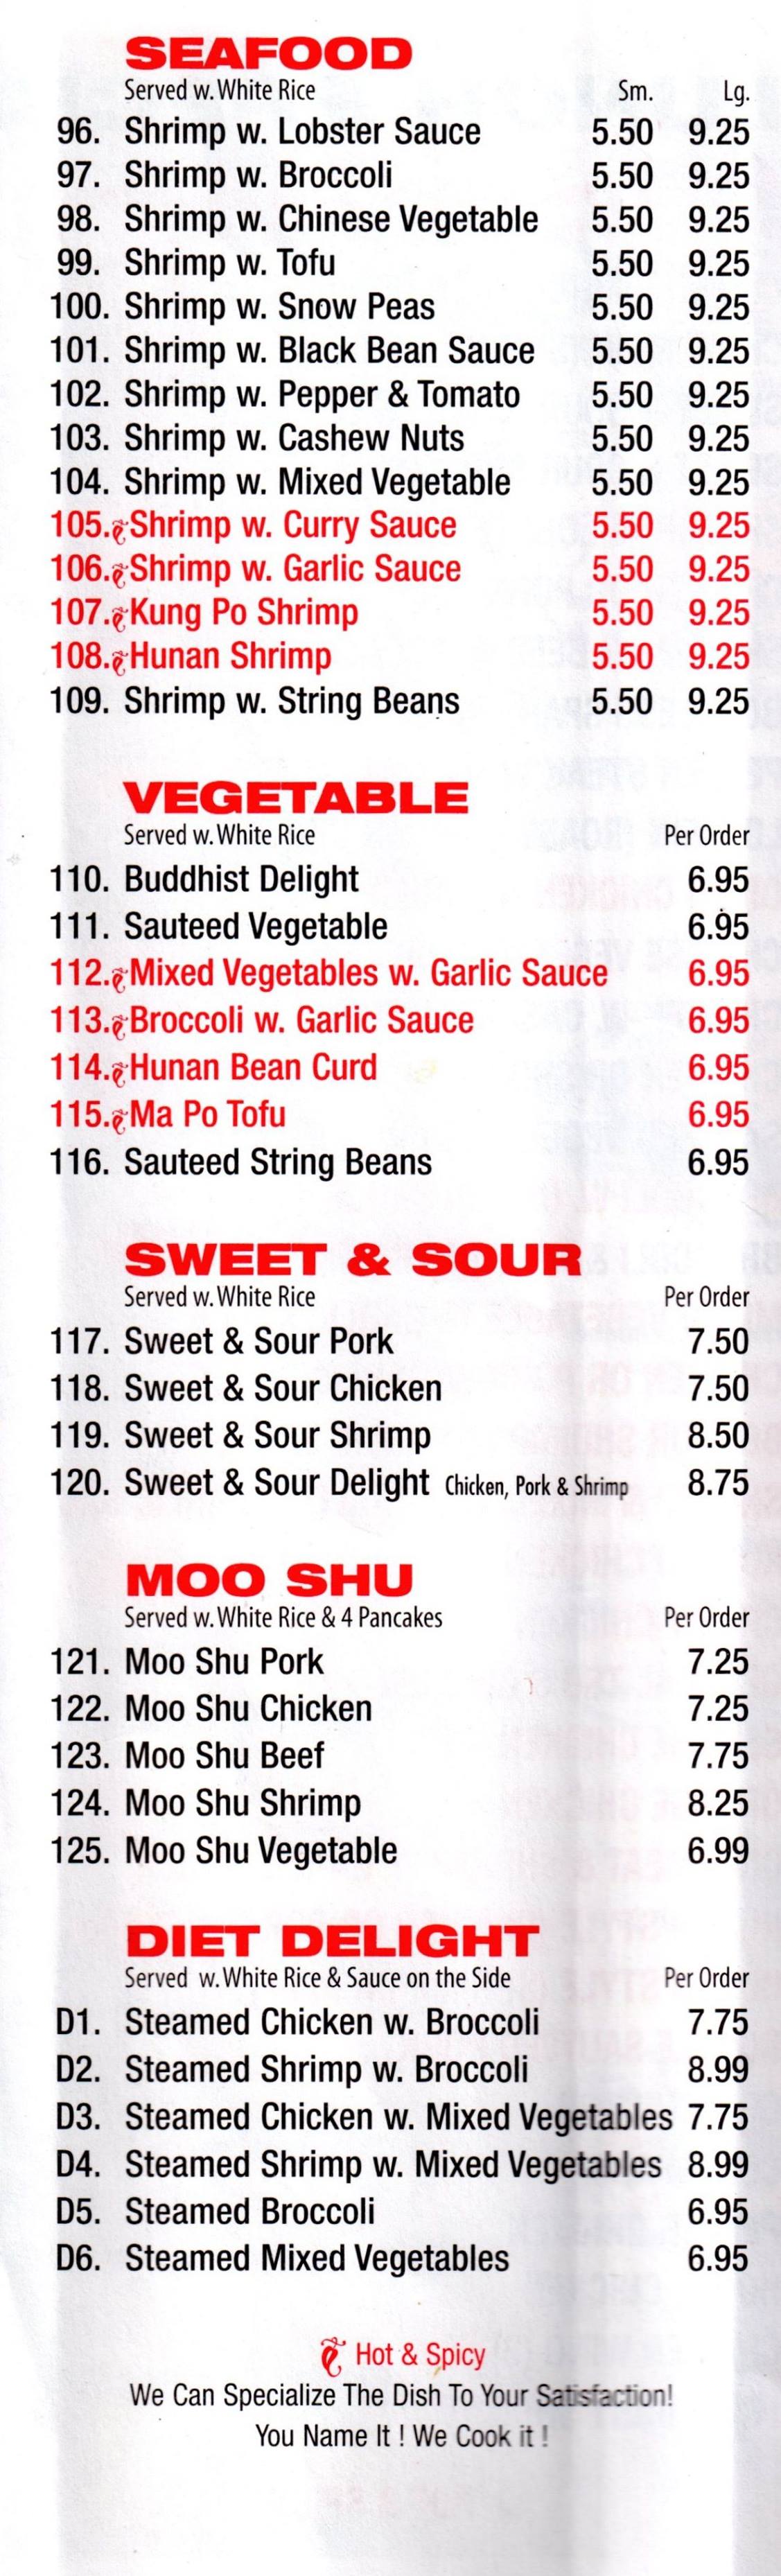 SEAFOOD
Served w. White Rice Sm. Lg.
96. Shrimp w. Lobster Sauce 5.50 9.25
97. Shrimp w. Broccoli 5.50 9.25
98. Shrimp w. Chinese Vegetable 5.50 9.25
99. Shrimp w. Tofu 5.50 9.25
100. Shrimp w. Snow Peas 5.50 9.25
101. Shrimp w. Black Bean Sauce 5.50 9.25
102. Shrimp w. Pepper & Tomato 5.50 9.25
103. Shrimp w. Cashew Nuts 5.50 9.25
104. Shrimp w. Mixed Vegetable 5.50 9.25
105. Shrimp w. Curry Sauce 5.50 9.25
106. Shrimp w. Garlic Sauce 5.50 9.25
107. Kung Po Shrimp 5.50 9.25
108. Hunan Shrimp 5.50 9.25
109. Shrimp w. String Beans 5.50 9.25
VEGETABLE
Served w. White Rice Per Order
110. Buddhist Delight 6.95
111. Sauteed Vegetable 6.95
112. Mixed Vegetables w. Garlic Sauce 6.95
113. Broccoli w. Garlic Sauce 6.95
114. Hunan Bean Curd 6.95
115. Ma Po Tofu 6.95
116. Sauteed String Beans 6.95
SWEET & SOUR
Served w. White Rice Per Order
117. Sweet & Sour Pork 7.50
118. Sweet & Sour Chicken 7.50
119. Sweet & Sour Shrimp 8.50
120. Sweet & Sour Delight Chicken, Pork & Shrimp 8.75
MOO SHU
Served w. White Rice & 4 Pancakes Per Order
121. Moo Shu Pork 7.25
122. Moo Shu Chicken 7.25
123. Moo Shu Beef 7.75
124. Moo Shu Shrimp 8.25
125. Moo Shu Vegetable 6.99
DIET DELIGHT
Served w. White Rice & Sauce on the Side Per Order
D1. Steamed Chicken w. Broccoli 7.75
D2. Steamed Shrimp w. Broccoli 8.99
D3. Steamed Chicken w. Mixed Vegetables 7.75
D4. Steamed Shrimp w. Mixed Vegetables 8.99
D5. Steamed Broccoli 6.95
D6. Steamed Mixed Vegetables 6.95
Hot & Spicy
We Can Specialize The Dish To Your Satisfaction!
You Name It ! We Cook it !